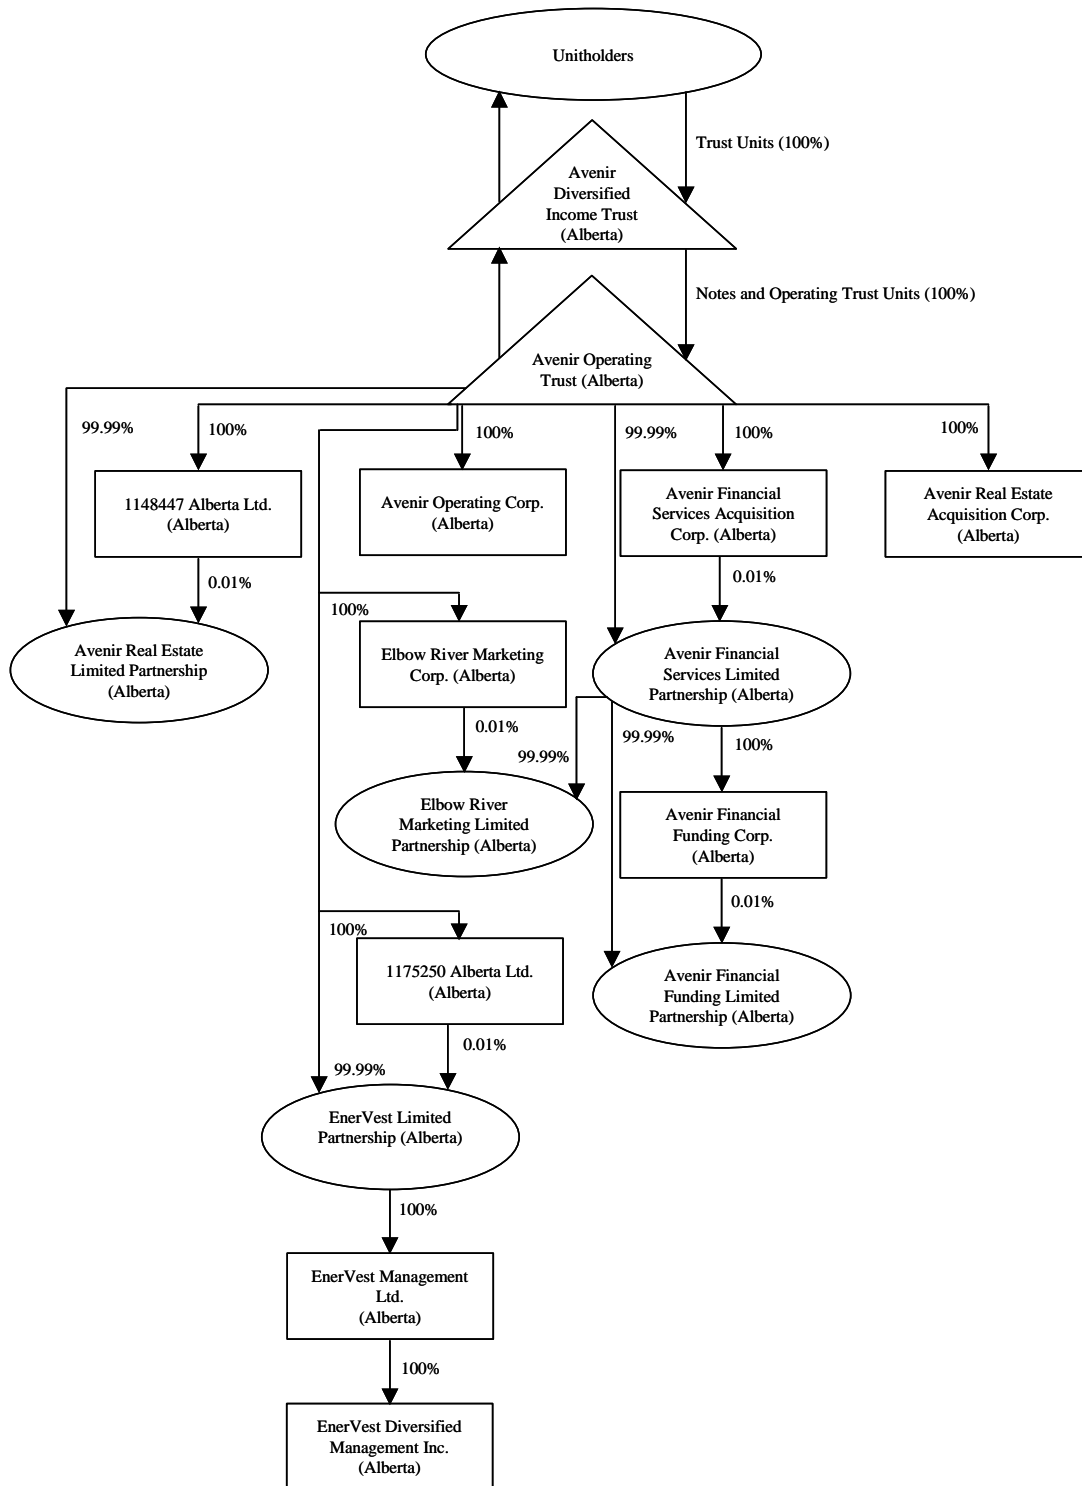 Unitholders
Trust Units (100%)
Avenir
Diversified
Income Trust
(Alberta)
Notes and Operating Trust Units (100%)
Avenir Operating
Trust (Alberta)
99.99%
100%
100%
99.99%
100%
100%
1148447 Alberta Ltd.
(Alberta)
Avenir Operating Corp.
(Alberta)
Avenir Financial
Services Acquisition
Corp. (Alberta)
Avenir Real Estate
Acquisition Corp.
(Alberta)
0.01%
0.01%
100%
Avenir Real Estate
Limited Partnership
(Alberta)
Elbow River Marketing
Corp. (Alberta)
Avenir Financial
Services Limited
Partnership (Alberta)
0.01%
99.99%
99.99%
100%
Elbow River
Marketing Limited
Partnership (Alberta)
Avenir Financial
Funding Corp.
(Alberta)
0.01%
100%
1175250 Alberta Ltd.
(Alberta)
Avenir Financial
Funding Limited
Partnership (Alberta)
0.01%
99.99%
EnerVest Limited
Partnership (Alberta)
100%
EnerVest Management
Ltd.
(Alberta)
100%
EnerVest Diversified
Management Inc.
(Alberta)